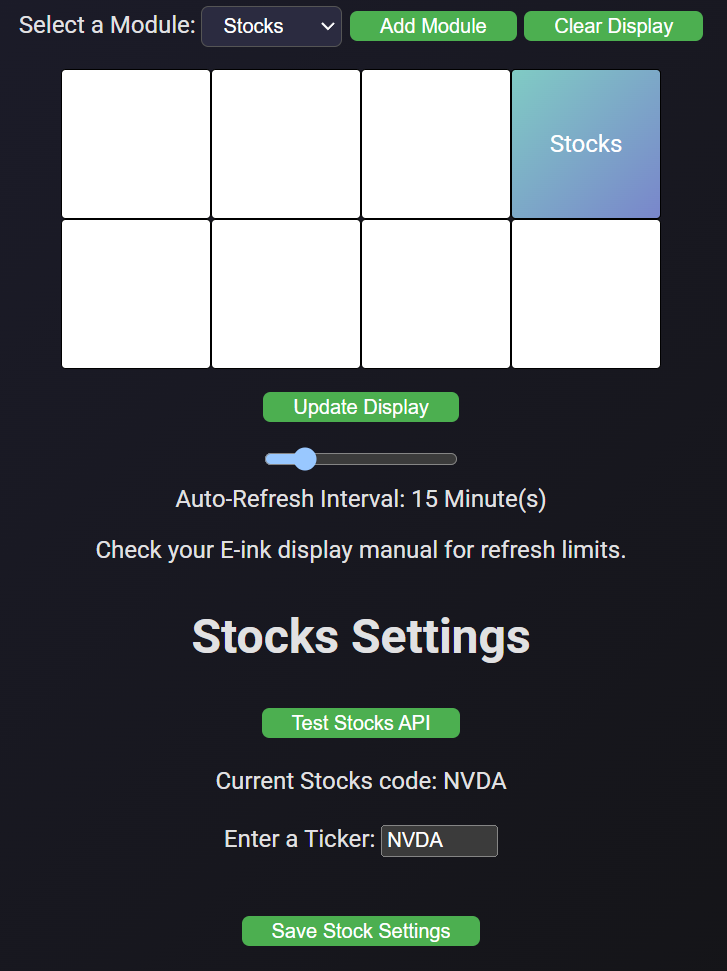 Select a Module: Stocks Add Module Clear Display
Stocks
Update Display
Auto-Refresh Interval: 15 Minute(s)
Check your E-ink display manual for refresh limits.
Stocks Settings
Test Stocks API
Current Stocks code: NVDA
Enter a Ticker: NVDA
Save Stock Settings